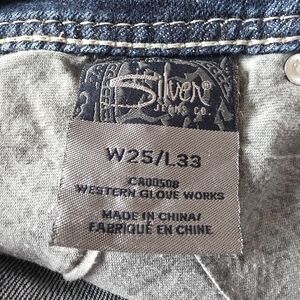 Silver
Jeans Co.
W25/L33
CA00508
WESTERN GLOVE WORKS
MADE IN CHINA/
FABRIQUÉ EN CHINE